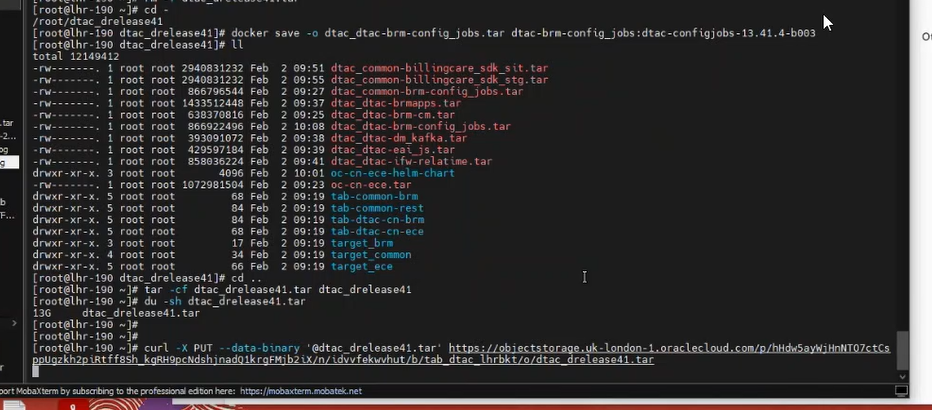 [root@lhr-190 ~]# cd -
/root/dtac_drelease41
[root@lhr-190 dtac_drelease41]# docker save -o dtac_dtac-brm-config_jobs.tar dtac-brm-config_jobs:dtac-configjobs-13.41.4-b003
[root@lhr-190 dtac_drelease41]# ll
total 12149412
-rw-------. 1 root root 2940831232 Feb  2 09:51 dtac_common-billingcare_sdk_sit.tar
-rw-------. 1 root root 2940831232 Feb  2 09:55 dtac_common-billingcare_sdk_stg.tar
-rw-------. 1 root root  866796544 Feb  2 09:27 dtac_common-brm-config_jobs.tar
-rw-------. 1 root root 1433512448 Feb  2 09:37 dtac_dtac-brmapps.tar
-rw-------. 1 root root  638370816 Feb  2 09:25 dtac_dtac-brm-cm.tar
-rw-------. 1 root root  866922496 Feb  2 10:08 dtac_dtac-brm-config_jobs.tar
-rw-------. 1 root root  393091072 Feb  2 09:38 dtac_dtac-dm_kafka.tar
-rw-------. 1 root root  429597184 Feb  2 09:39 dtac_dtac-eai_js.tar
-rw-------. 1 root root  858036224 Feb  2 09:41 dtac_dtac-ifw-relatime.tar
drwxr-xr-x. 3 root root       4096 Feb  2 10:01 oc-cn-ece-helm-chart
-rw-------. 1 root root 1072981504 Feb  2 09:23 oc-cn-ece.tar
drwxr-xr-x. 5 root root         68 Feb  2 09:19 tab-common-brm
drwxr-xr-x. 5 root root         84 Feb  2 09:19 tab-common-rest
drwxr-xr-x. 5 root root         84 Feb  2 09:19 tab-dtac-cn-brm
drwxr-xr-x. 5 root root         68 Feb  2 09:19 tab-dtac-cn-ece
drwxr-xr-x. 3 root root         17 Feb  2 09:19 target_brm
drwxr-xr-x. 4 root root         34 Feb  2 09:19 target_common
drwxr-xr-x. 5 root root         66 Feb  2 09:19 target_ece
[root@lhr-190 dtac_drelease41]# cd ..
[root@lhr-190 ~]# tar -cf dtac_drelease41.tar dtac_drelease41
[root@lhr-190 ~]# du -sh dtac_drelease41.tar
13G     dtac_drelease41.tar
[root@lhr-190 ~]#
[root@lhr-190 ~]#
[root@lhr-190 ~]# curl -X PUT --data-binary '@dtac_drelease41.tar' https://objectstorage.uk-london-1.oraclecloud.com/p/hHdw5ayWjHnNTO7ctCs
ppUgzkh2piRtff8Sh_kgRH9pcNdshjnadQ1krgFMjb2iX/n/idvvfekwvhut/b/tab_dtac_lhrbkt/o/dtac_drelease41.tar
port MobaXterm by subscribing to the professional edition here: https://mobaxterm.mobatek.net
.tar